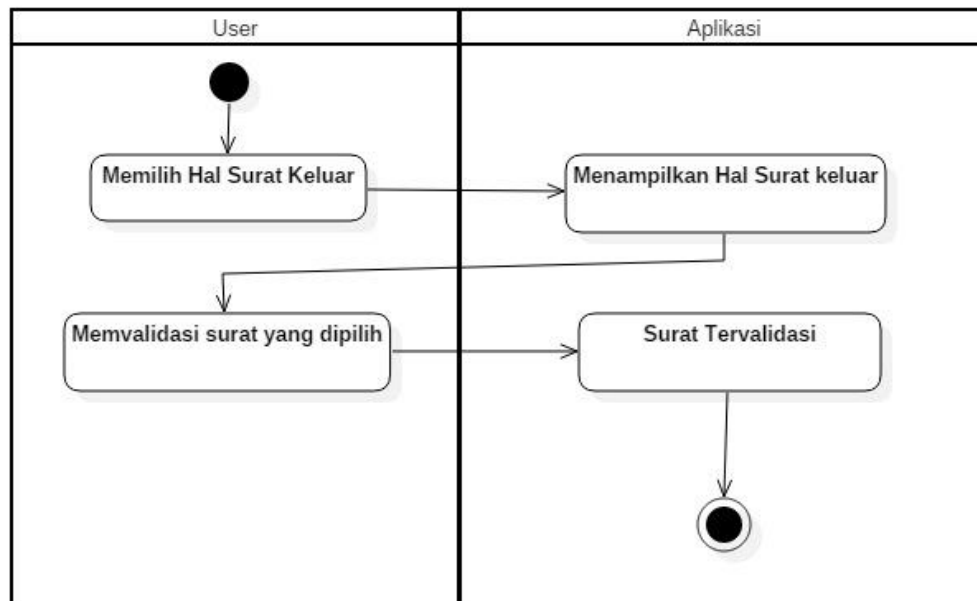 User
Aplikasi
Memilih Hal Surat Keluar
Menampilkan Hal Surat keluar
Memvalidasi surat yang dipilih
Surat Tervalidasi